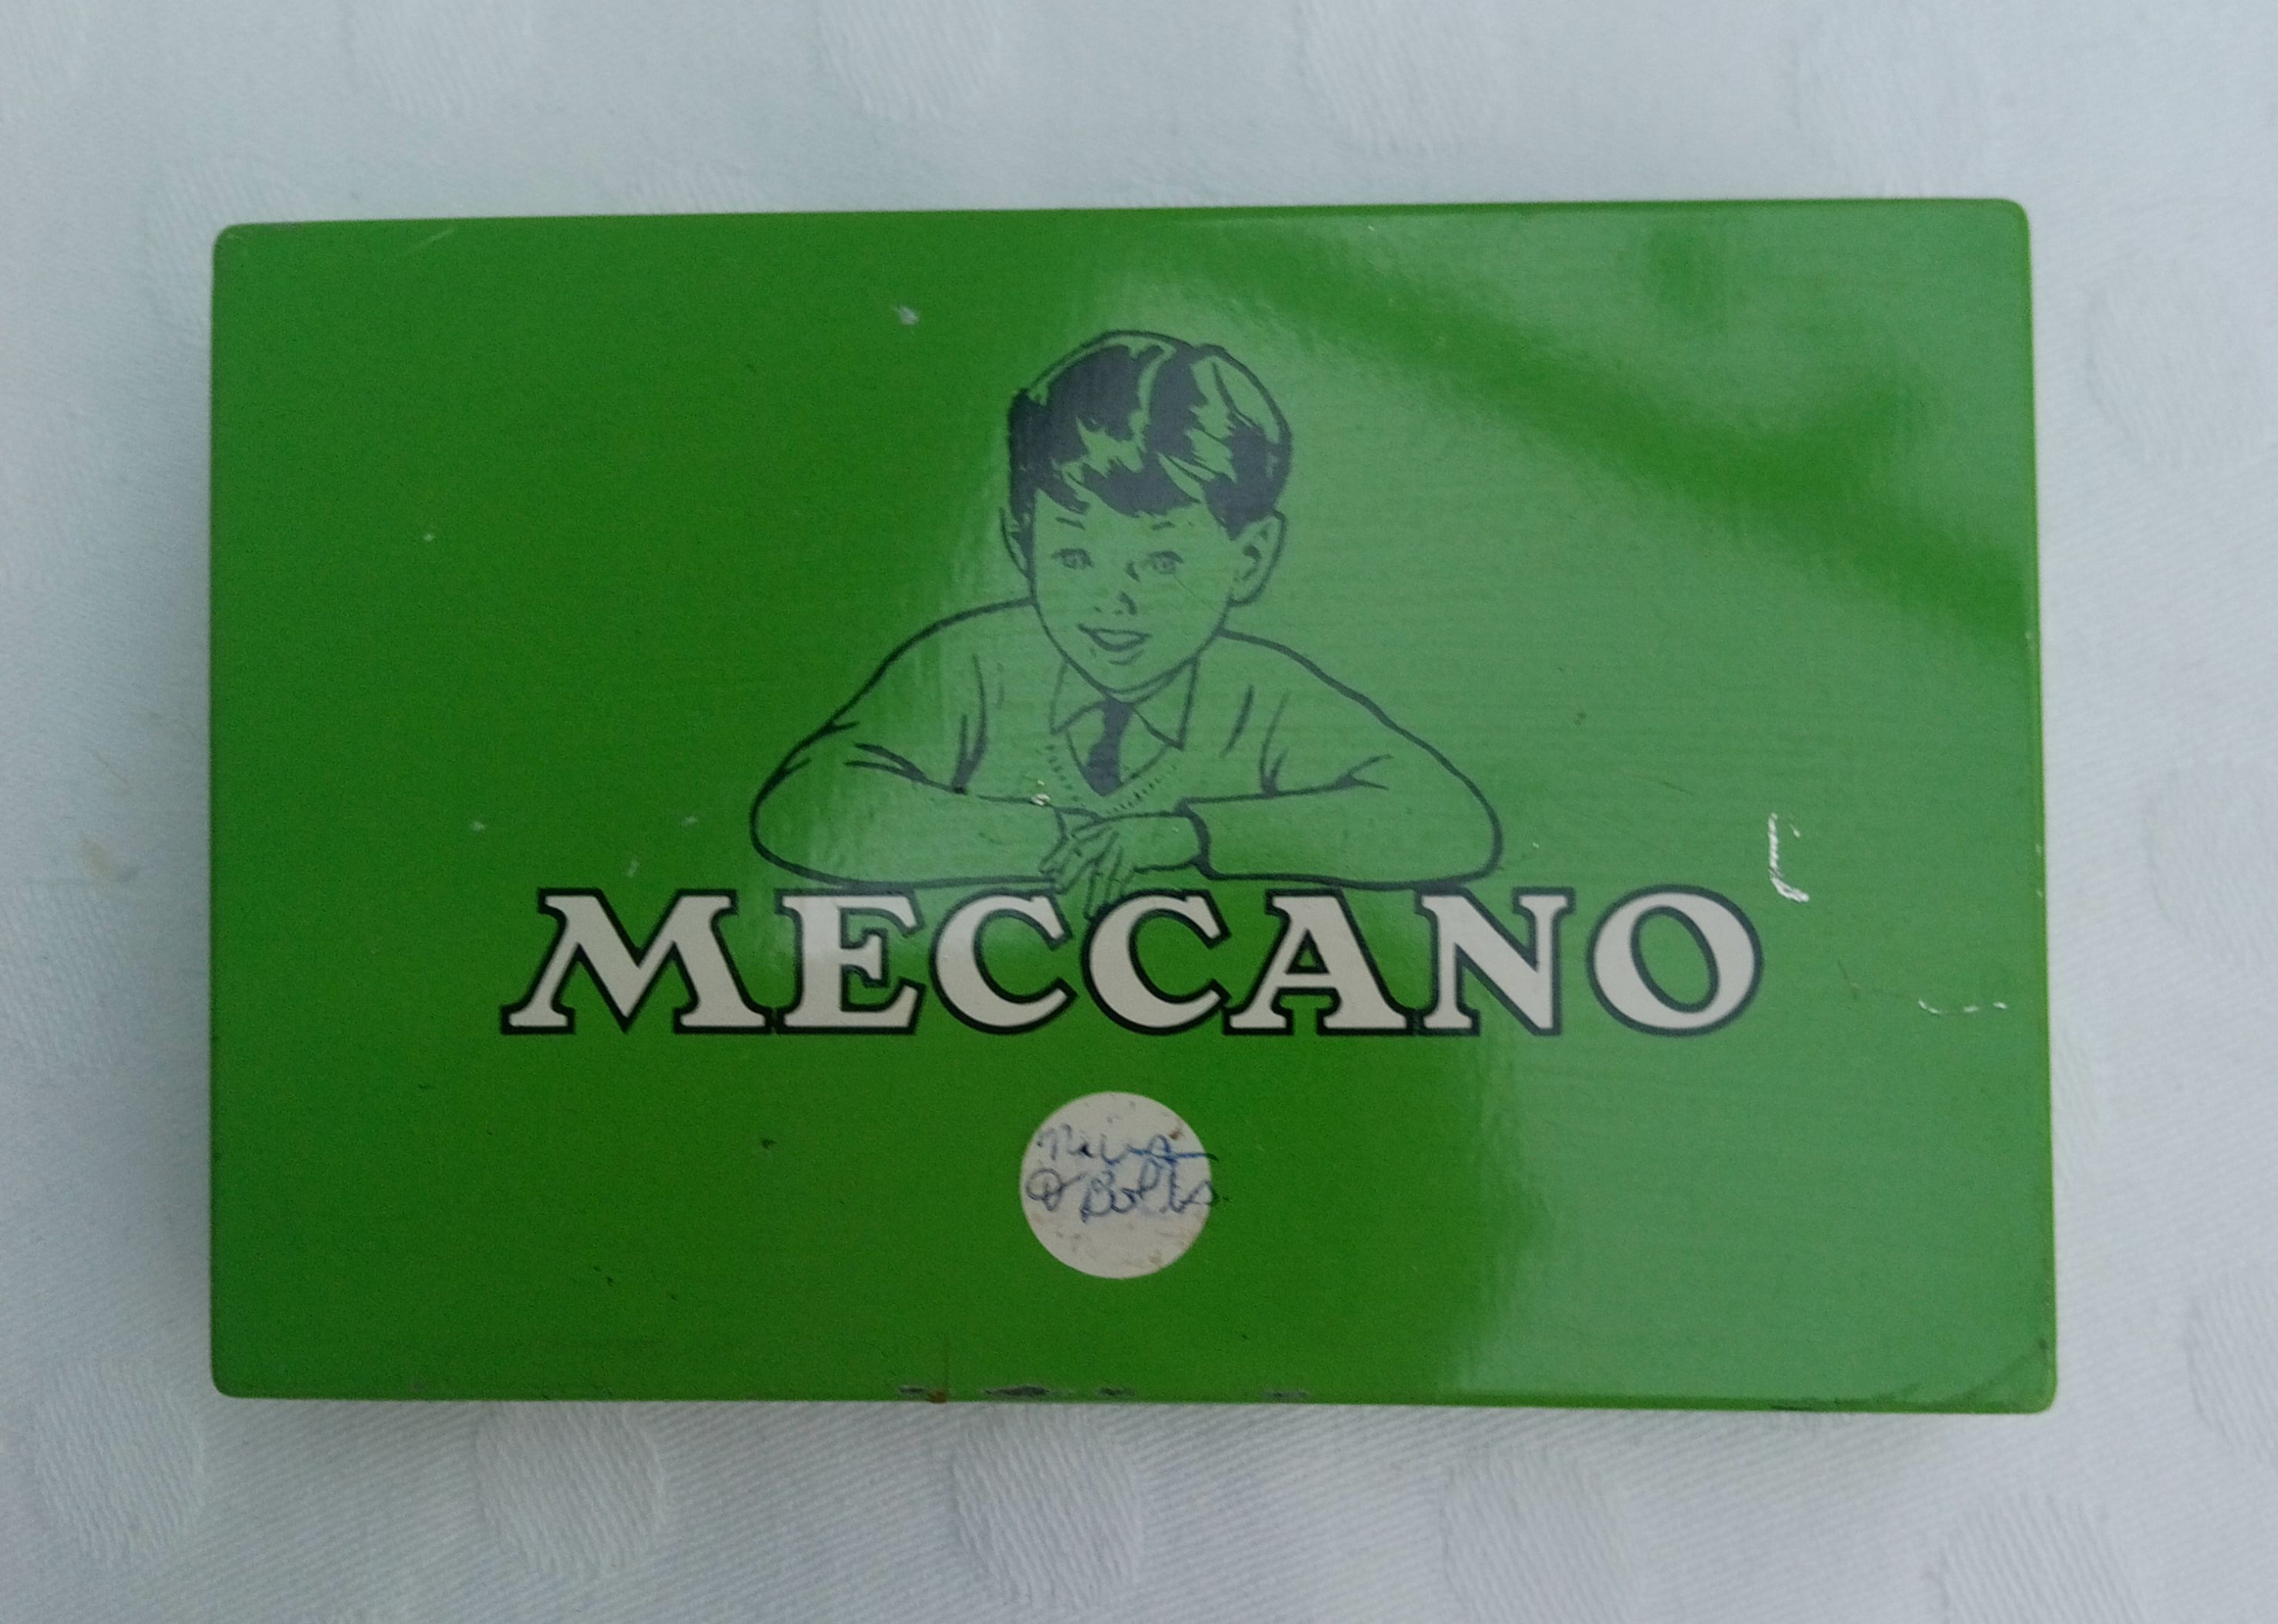 MECCANO
Nuts
& Bolts.